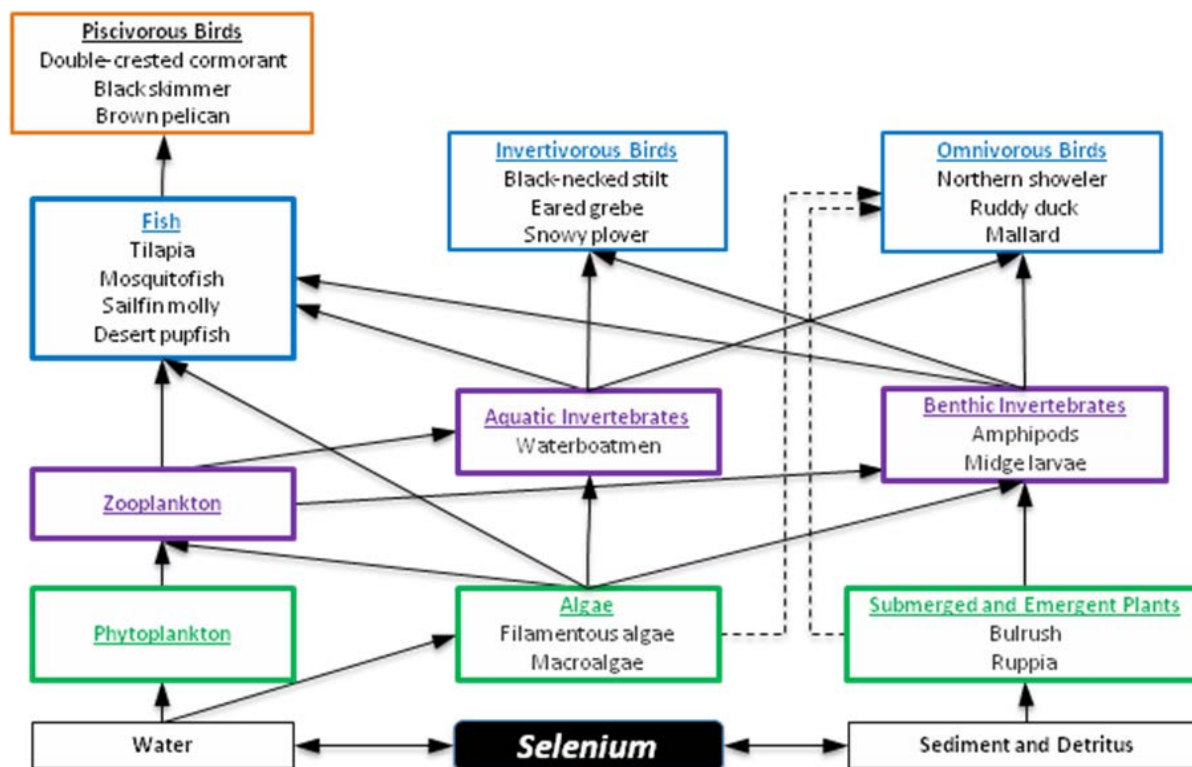 Piscivorous Birds
Double-crested cormorant
Black skimmer
Brown pelican
Invertivorous Birds
Black-necked stilt
Eared grebe
Snowy plover
Omnivorous Birds
Northern shoveler
Ruddy duck
Mallard
Fish
Tilapia
Mosquitofish
Sailfin molly
Desert pupfish
Aquatic Invertebrates
Waterboatmen
Benthic Invertebrates
Amphipods
Midge larvae
Zooplankton
Phytoplankton
Algae
Filamentous algae
Macroalgae
Submerged and Emergent Plants
Bulrush
Ruppia
Water
Selenium
Sediment and Detritus